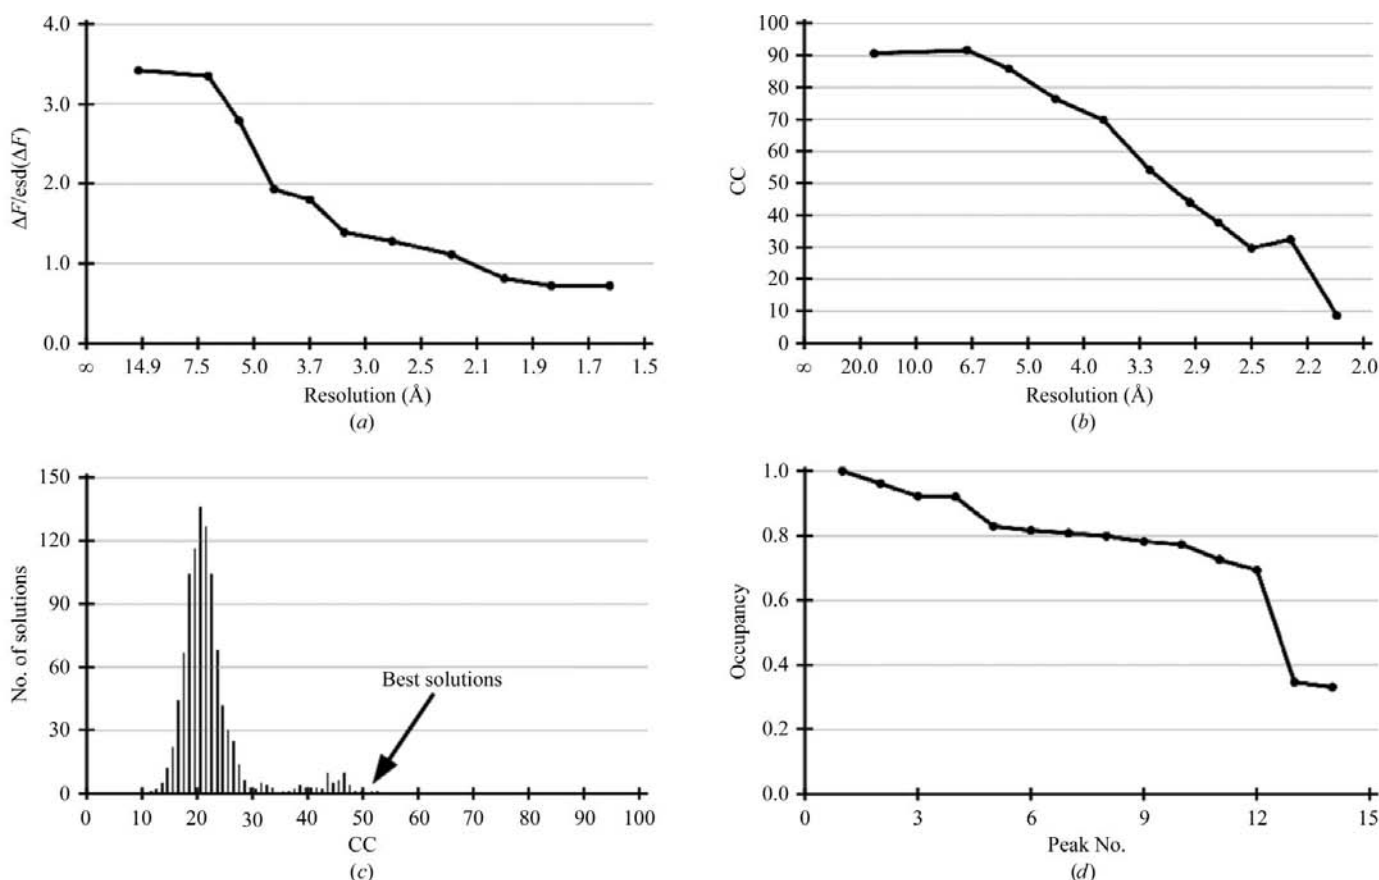 4.0
3.0
2.0
1.0
0.0
ΔF/esd(ΔF)
∞ 14.9 7.5 5.0 3.7 3.0 2.5 2.1 1.9 1.7 1.5
Resolution (Å)
(a)
100
90
80
70
60
50
40
30
20
10
0
CC
∞ 20.0 10.0 6.7 5.0 4.0 3.3 2.9 2.5 2.2 2.0
Resolution (Å)
(b)
150
120
90
60
30
0
No. of solutions
Best solutions
0 10 20 30 40 50 60 70 80 90 100
CC
(c)
1.0
0.8
0.6
0.4
0.2
0.0
Occupancy
0 3 6 9 12 15
Peak No.
(d)